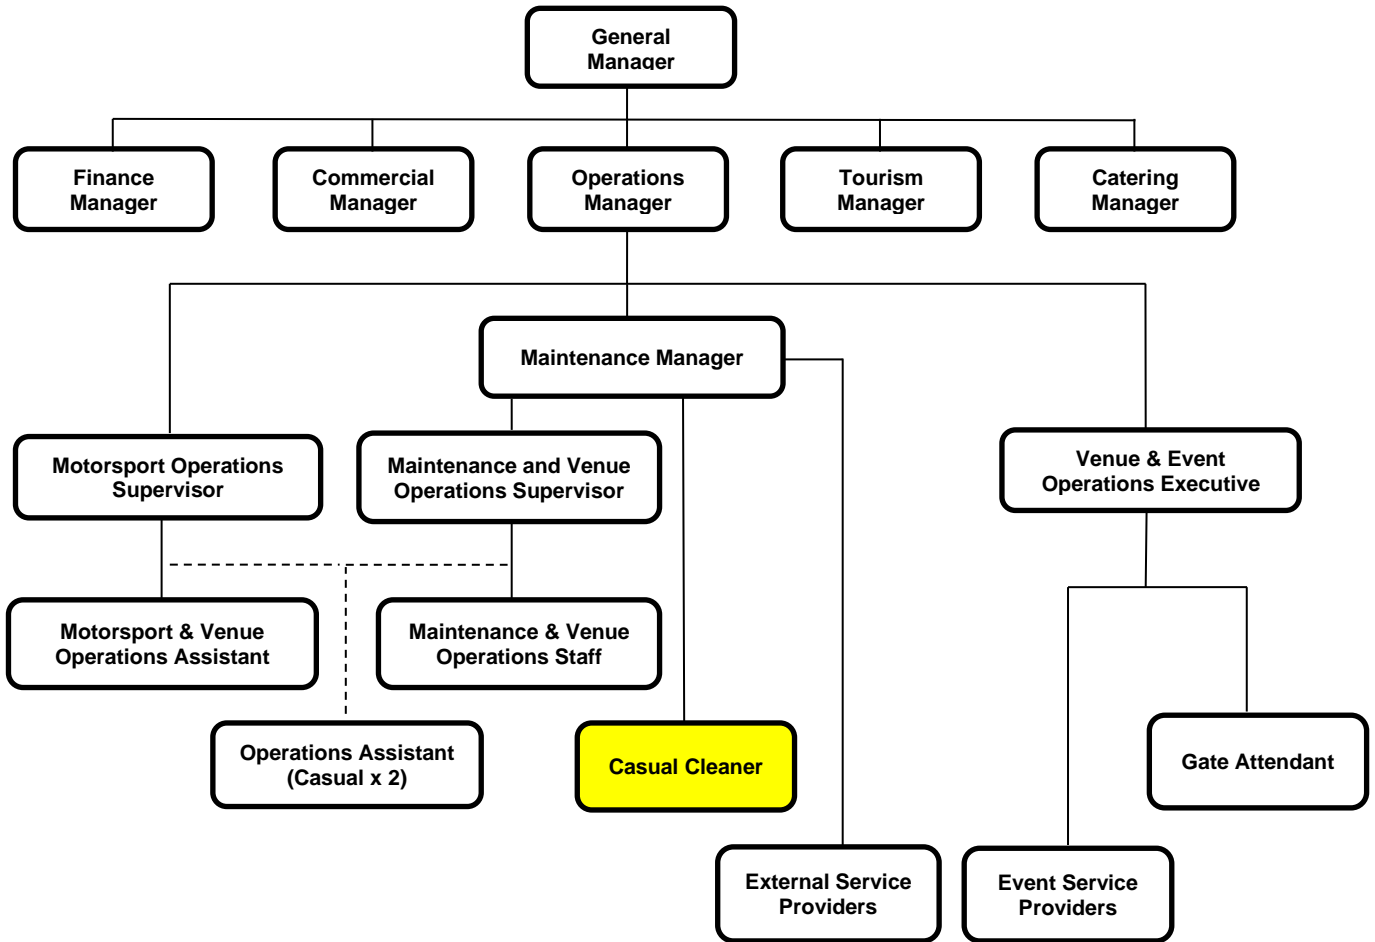 General
Manager
Finance
Manager
Commercial
Manager
Operations
Manager
Tourism
Manager
Catering
Manager
Maintenance Manager
Motorsport Operations
Supervisor
Maintenance and Venue
Operations Supervisor
Venue & Event
Operations Executive
Motorsport & Venue
Operations Assistant
Maintenance & Venue
Operations Staff
Operations Assistant
(Casual x 2)
Casual Cleaner
Gate Attendant
External Service
Providers
Event Service
Providers